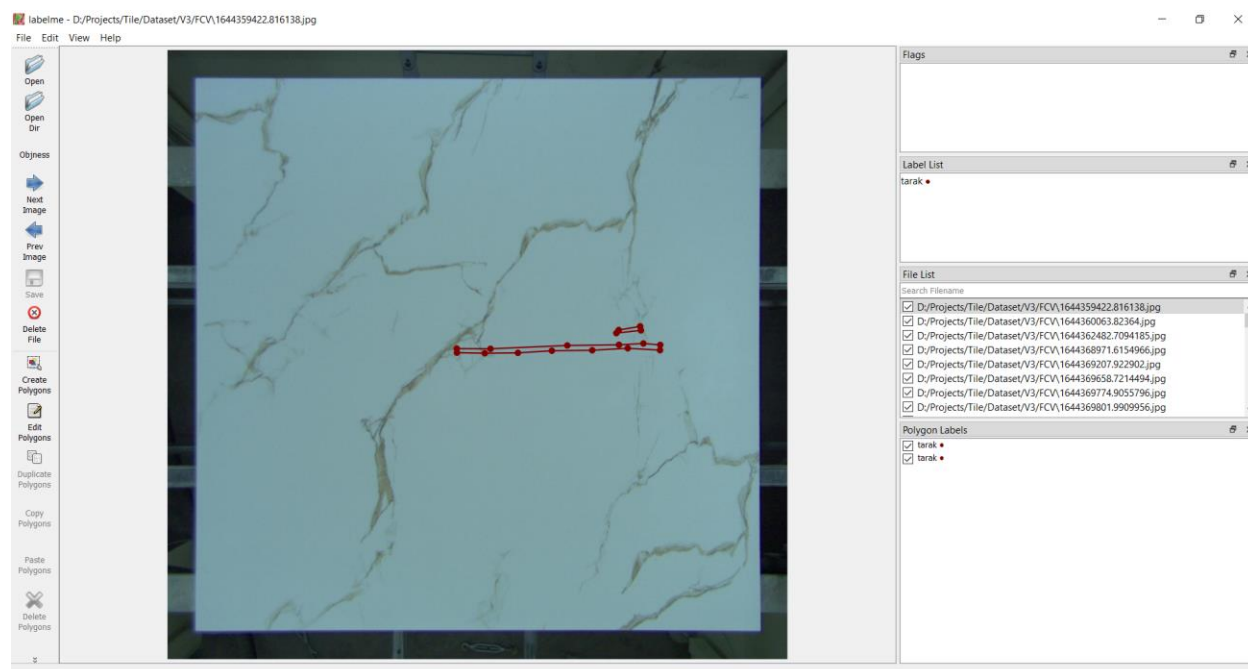 labelme - D:/Projects/Tile/Dataset/V3/FCV\1644359422.816138.jpg
File Edit View Help
Open
Open
Dir
Objness
Next
Image
Prev
Image
Save
Delete
File
Create
Polygons
Edit
Polygons
Duplicate
Polygons
Copy
Polygons
Paste
Polygons
Delete
Polygons
Flags
Label List
tarak
File List
Search Filename
D:/Projects/Tile/Dataset/V3/FCV\1644359422.816138.jpg
D:/Projects/Tile/Dataset/V3/FCV\1644360063.82364.jpg
D:/Projects/Tile/Dataset/V3/FCV\1644362482.7094185.jpg
D:/Projects/Tile/Dataset/V3/FCV\1644368971.6154966.jpg
D:/Projects/Tile/Dataset/V3/FCV\1644369207.922902.jpg
D:/Projects/Tile/Dataset/V3/FCV\1644369658.7214494.jpg
D:/Projects/Tile/Dataset/V3/FCV\1644369774.9055796.jpg
D:/Projects/Tile/Dataset/V3/FCV\1644369801.9909956.jpg
Polygon Labels
tarak
tarak